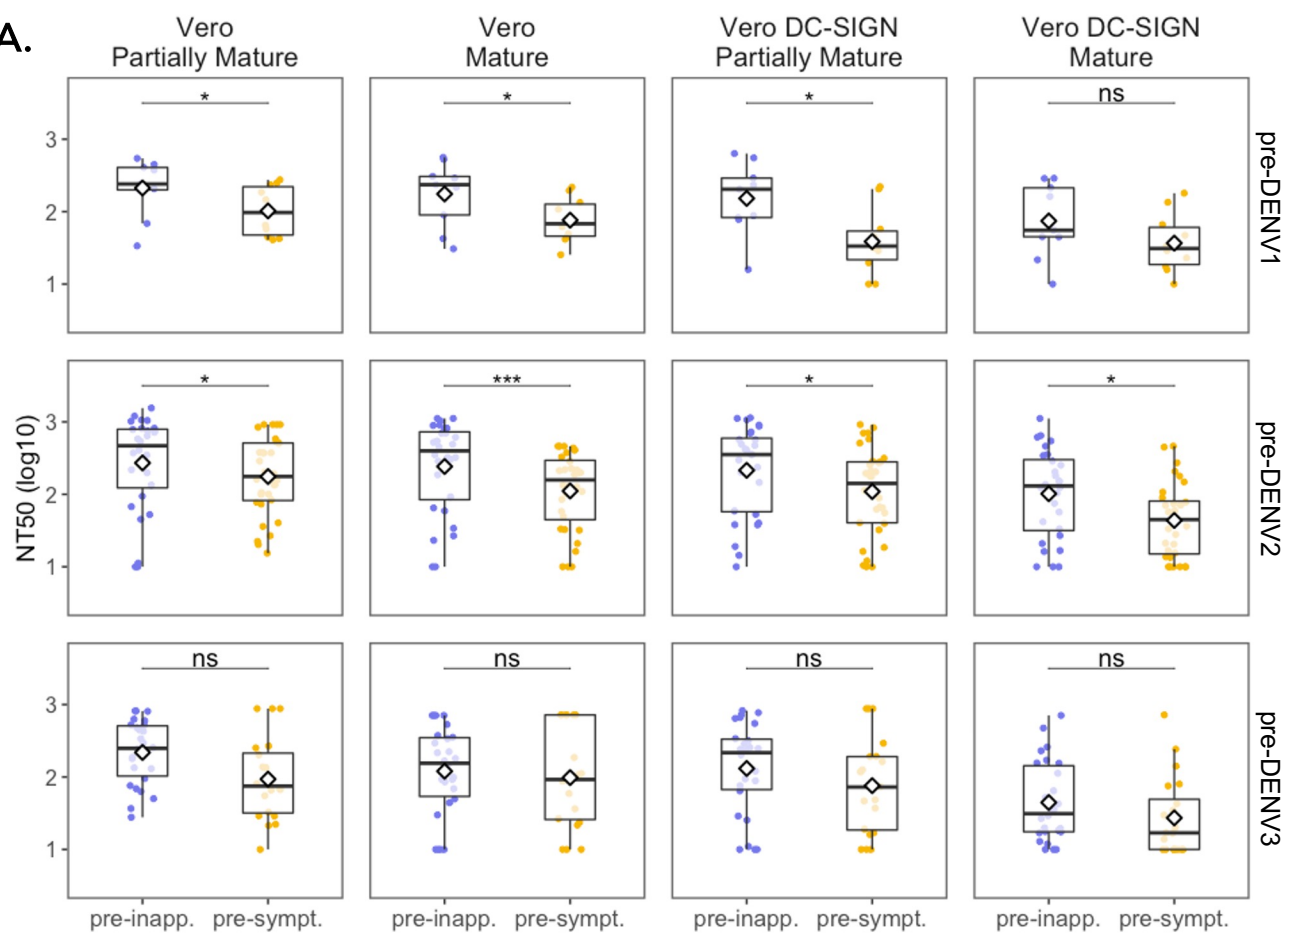 A.
Vero
Partially Mature
Vero
Mature
Vero DC-SIGN
Partially Mature
Vero DC-SIGN
Mature
* * * ns
3
2
1
pre-DENV1
* *** * *
3
2
1
pre-DENV2
NT50 (log10)
ns ns ns ns
3
2
1
pre-DENV3
pre-inapp. pre-sympt. pre-inapp. pre-sympt. pre-inapp. pre-sympt. pre-inapp. pre-sympt.